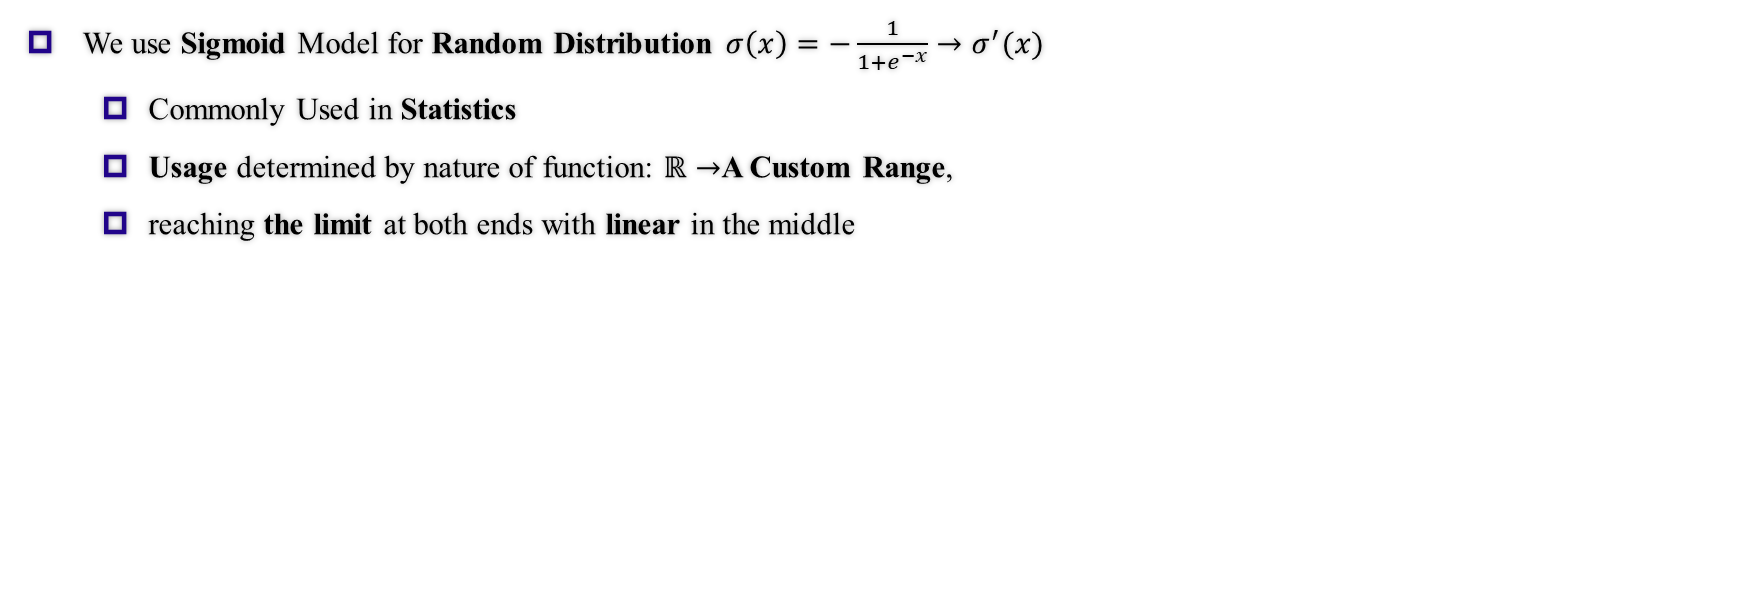 We use Sigmoid Model for Random Distribution σ(x) = −\frac{1}{1+e^{−x}} → σ′(x)
Commonly Used in Statistics
Usage determined by nature of function: ℝ →A Custom Range,
reaching the limit at both ends with linear in the middle